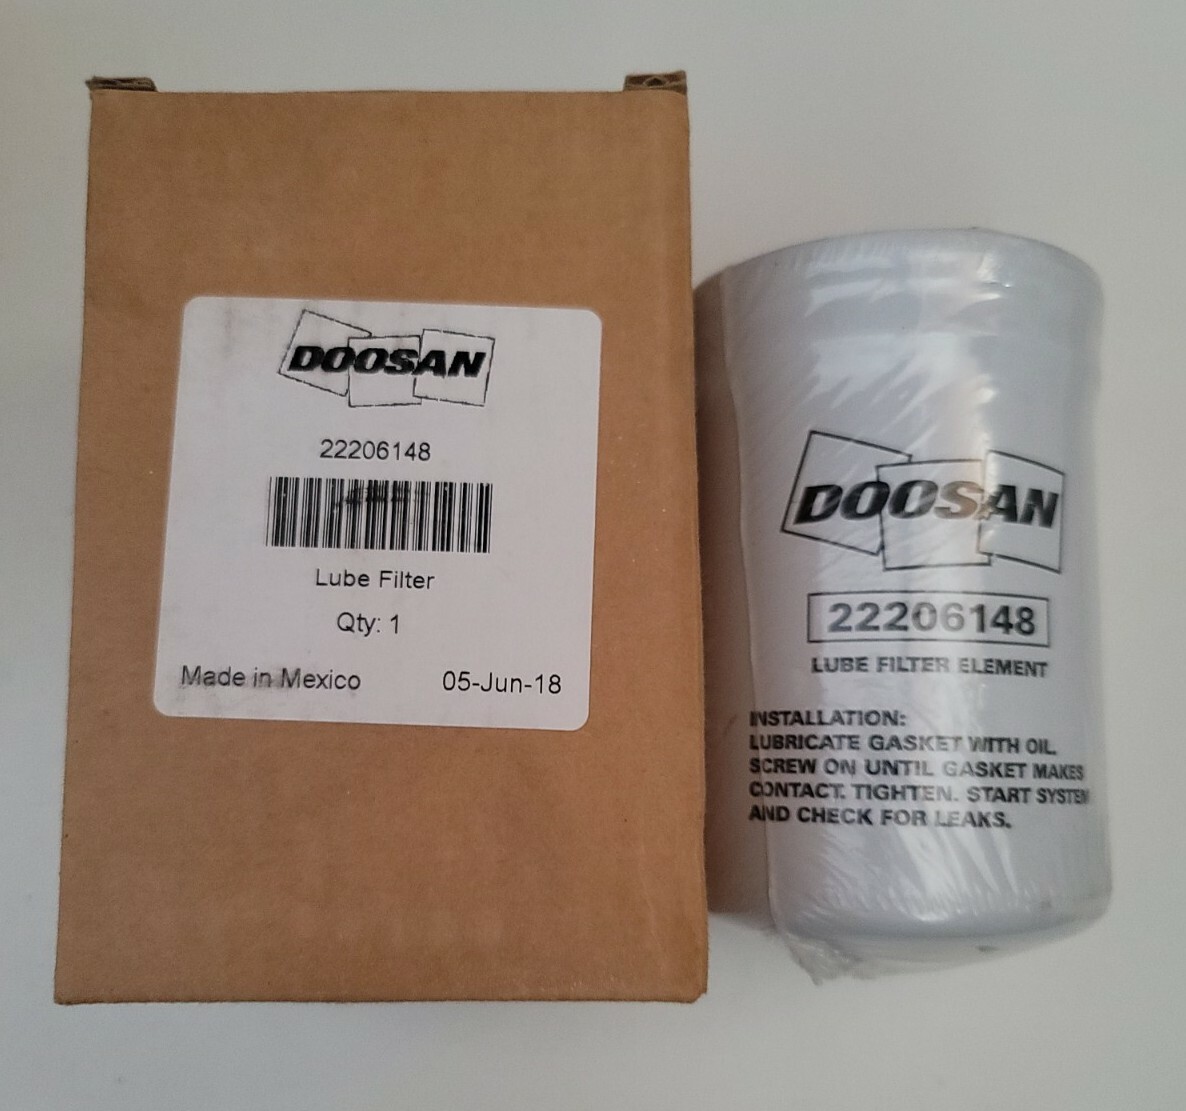 DOOSAN
22206148
Lube Filter
Qty: 1
Made in Mexico 05-Jun-18
DOOSAN
22206148
LUBE FILTER ELEMENT
INSTALLATION:
LUBRICATE GASKET WITH OIL.
SCREW ON UNTIL GASKET MAKES
CONTACT. TIGHTEN. START SYSTEM
AND CHECK FOR LEAKS.